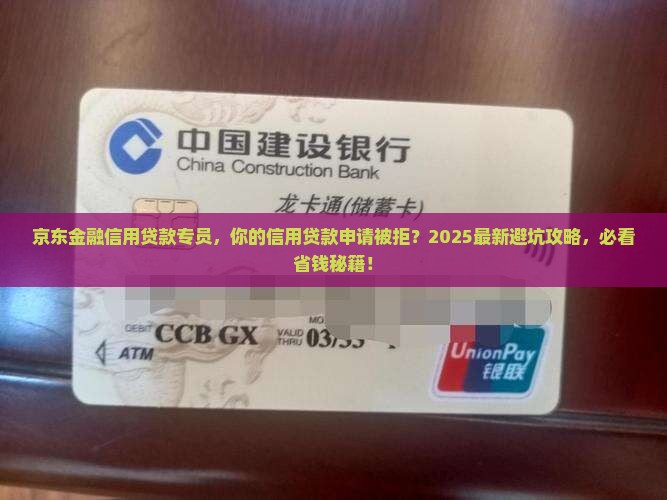 中国建设银行
China Construction Bank
龙卡通(储蓄卡)
京东金融信用贷款专员，你的信用贷款申请被拒？2025最新避坑攻略，必看
省钱秘籍！
MO
DEBIT CCB GX VALID THRU 03/33
ATM
UnionPay
银联